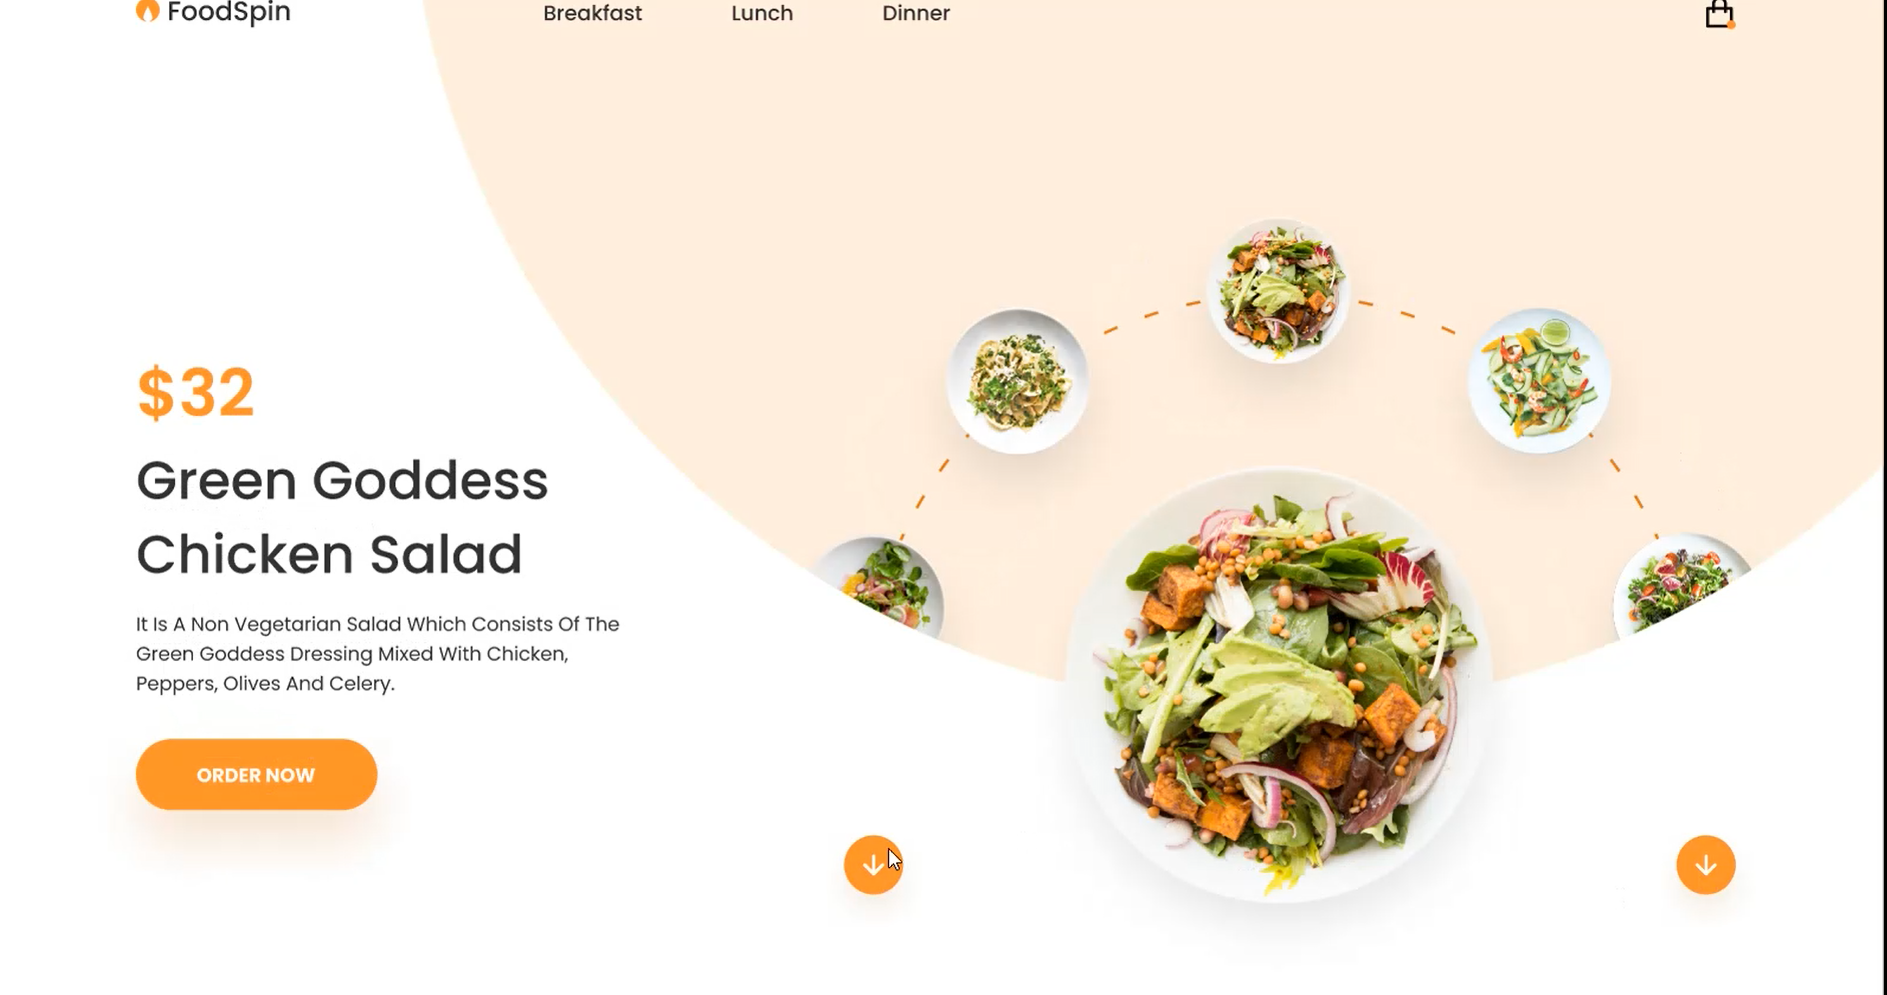 FoodSpin
Breakfast Lunch Dinner
$32
Green Goddess
Chicken Salad
It Is A Non Vegetarian Salad Which Consists Of The
Green Goddess Dressing Mixed With Chicken,
Peppers, Olives And Celery.
ORDER NOW